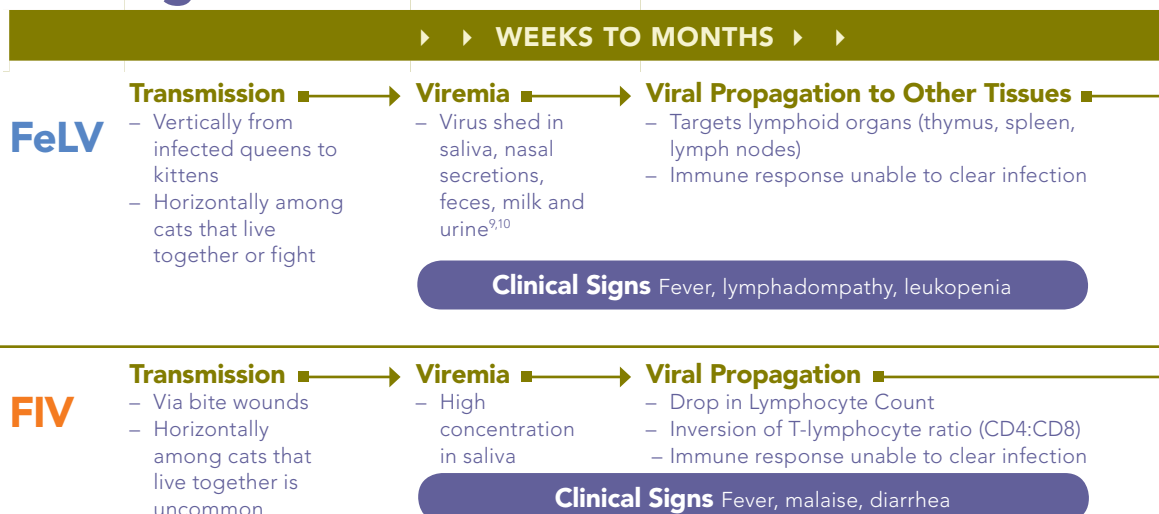 WEEKS TO MONTHS
FeLV
Transmission
– Vertically from
infected queens to
kittens
– Horizontally among
cats that live
together or fight
Viremia
– Virus shed in
saliva, nasal
secretions,
feces, milk and
urine9,10
Viral Propagation to Other Tissues
– Targets lymphoid organs (thymus, spleen,
lymph nodes)
– Immune response unable to clear infection
Clinical Signs Fever, lymphadompathy, leukopenia
FIV
Transmission
– Via bite wounds
– Horizontally
among cats that
live together is
uncommon
Viremia
– High
concentration
in saliva
Viral Propagation
– Drop in Lymphocyte Count
– Inversion of T-lymphocyte ratio (CD4:CD8)
– Immune response unable to clear infection
Clinical Signs Fever, malaise, diarrhea